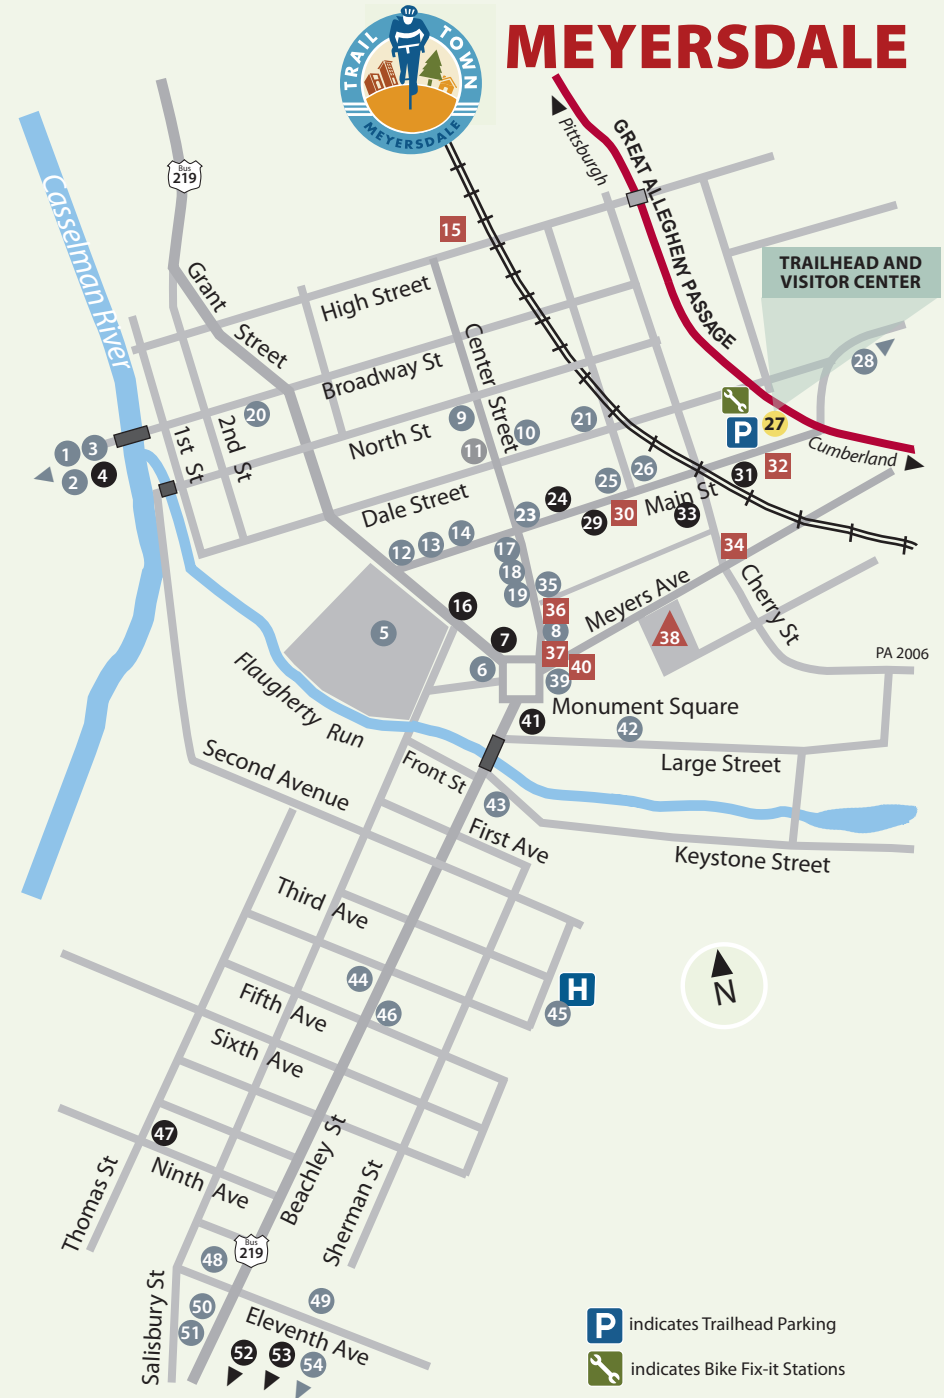 MEYERSDALE
TRAIL TOWN
MEYERSDALE
Pittsburgh
GREAT ALLEGHENY PASSAGE
Bus
219
15
Casselman River
TRAILHEAD AND
VISITOR CENTER
Grant Street
High Street
Center Street
Broadway St
28
20
9
10
21
P
27
1st St
2nd St
North St
11
Cumberland
1
3
2
4
26
31
32
25
Dale Street
24
30
Main St
23
29
33
12
13
14
17
34
18
19
35
16
36
Meyers Ave
Cherry St
5
7
8
38
37
40
6
39
PA 2006
Flaugherty Run
41
Monument Square
42
Second Avenue
Front St
Large Street
43
First Ave
Keystone Street
Third Ave
44
H
45
46
N
Fifth Ave
Sixth Ave
47
Ninth Ave
Thomas St
Beachley St
Sherman St
Bus
219
48
Salisbury St
49
50
51
Eleventh Ave
52
53
54
P indicates Trailhead Parking
indicates Bike Fix-it Stations